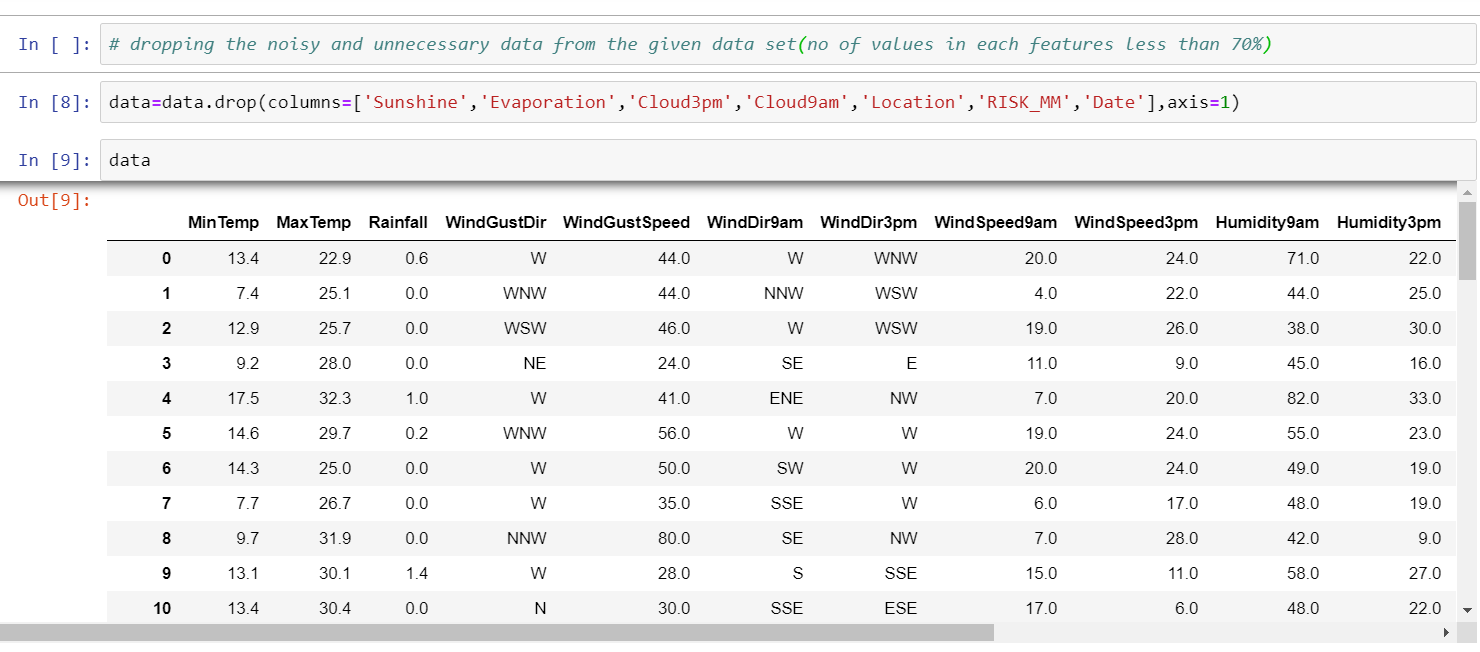 In [ ]: # dropping the noisy and unnecessary data from the given data set(no of values in each features less than 70%)
In [8]: data=data.drop(columns=['Sunshine','Evaporation','Cloud3pm','Cloud9am','Location','RISK_MM','Date'],axis=1)
In [9]: data
Out[9]:
MinTemp MaxTemp Rainfall WindGustDir WindGustSpeed WindDir9am WindDir3pm WindSpeed9am WindSpeed3pm Humidity9am Humidity3pm
0 13.4 22.9 0.6 W 44.0 W WNW 20.0 24.0 71.0 22.0
1 7.4 25.1 0.0 WNW 44.0 NNW WSW 4.0 22.0 44.0 25.0
2 12.9 25.7 0.0 WSW 46.0 W WSW 19.0 26.0 38.0 30.0
3 9.2 28.0 0.0 NE 24.0 SE E 11.0 9.0 45.0 16.0
4 17.5 32.3 1.0 W 41.0 ENE NW 7.0 20.0 82.0 33.0
5 14.6 29.7 0.2 WNW 56.0 W W 19.0 24.0 55.0 23.0
6 14.3 25.0 0.0 W 50.0 SW W 20.0 24.0 49.0 19.0
7 7.7 26.7 0.0 W 35.0 SSE W 6.0 17.0 48.0 19.0
8 9.7 31.9 0.0 NNW 80.0 SE NW 7.0 28.0 42.0 9.0
9 13.1 30.1 1.4 W 28.0 S SSE 15.0 11.0 58.0 27.0
10 13.4 30.4 0.0 N 30.0 SSE ESE 17.0 6.0 48.0 22.0